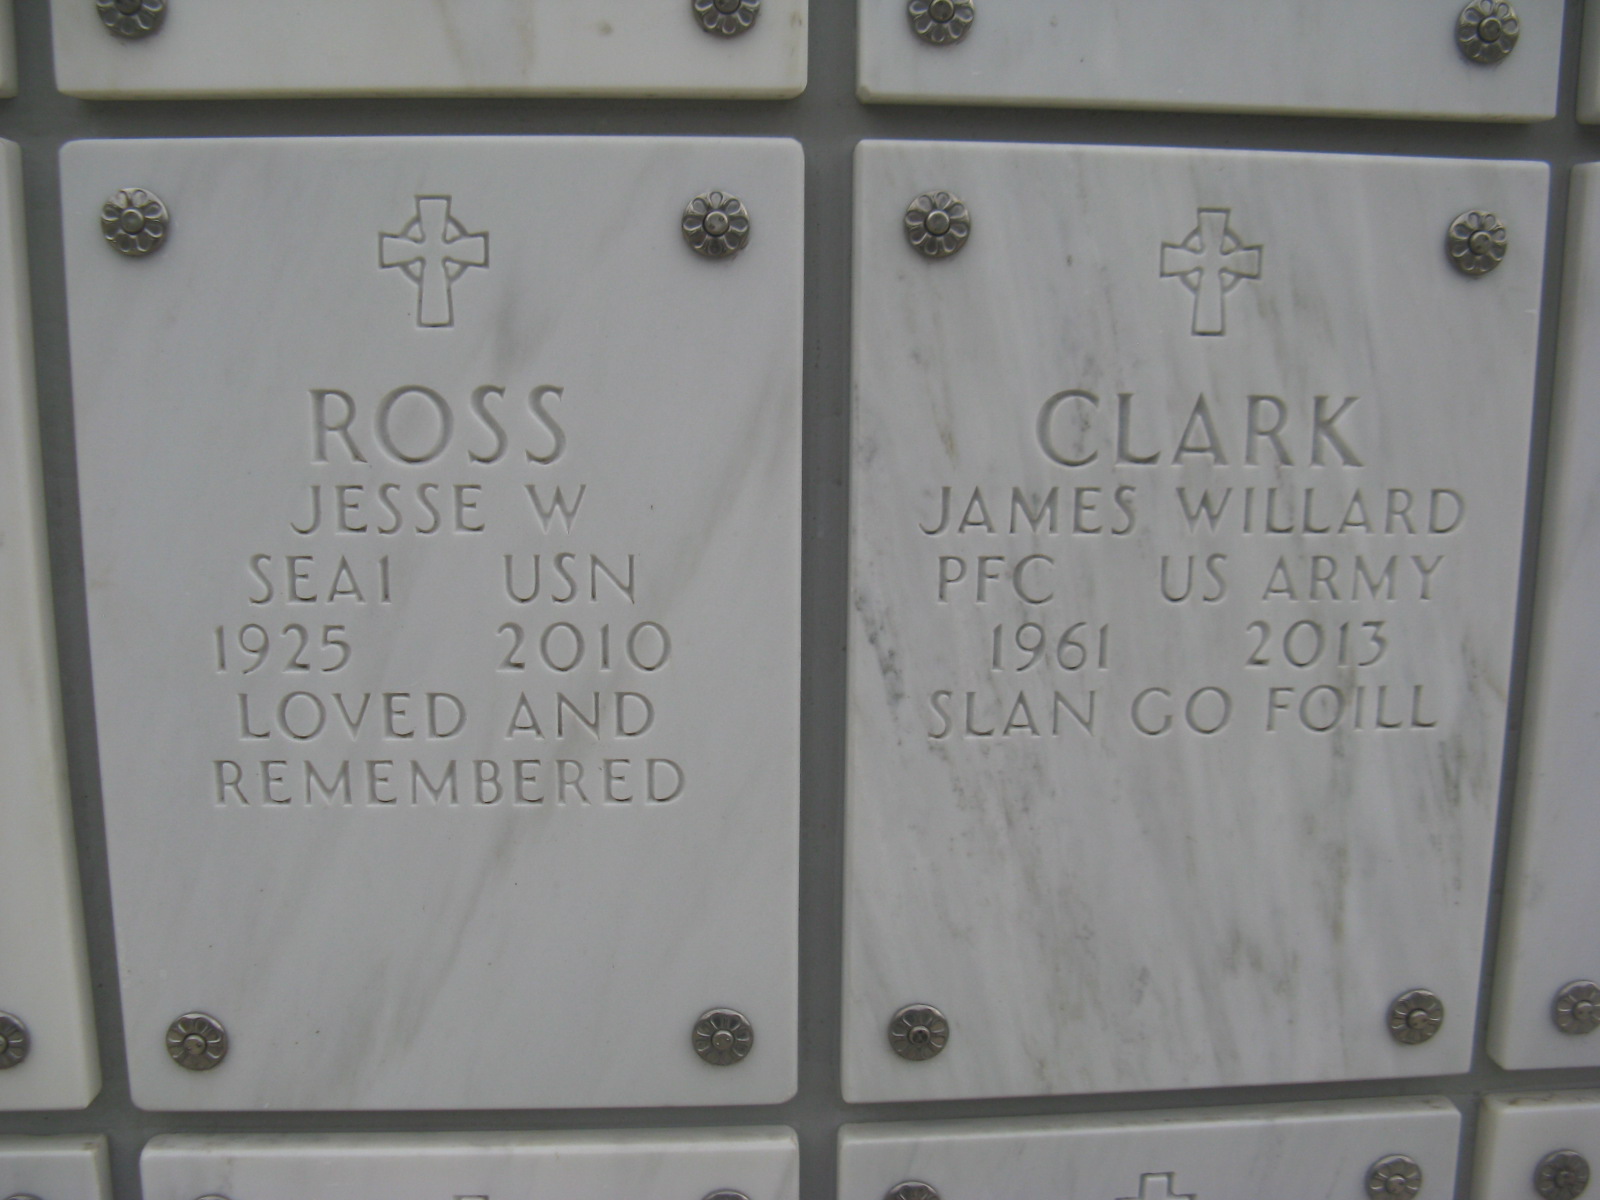 ROSS
JESSE W
SEA1 USN
1925 2010
LOVED AND
REMEMBERED
CLARK
JAMES WILLARD
PFC US ARMY
1961 2013
SLAN GO FOILL